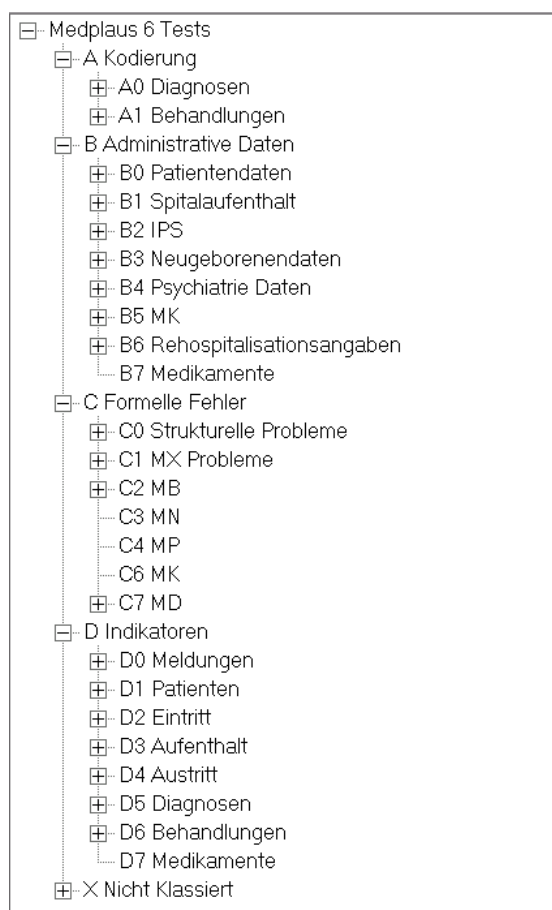 Medplaus 6 Tests
A Kodierung
A0 Diagnosen
A1 Behandlungen
B Administrative Daten
B0 Patientendaten
B1 Spitalaufenthalt
B2 IPS
B3 Neugeborenendaten
B4 Psychiatrie Daten
B5 MK
B6 Rehospitalisationsangaben
B7 Medikamente
C Formelle Fehler
C0 Strukturelle Probleme
C1 MX Probleme
C2 MB
C3 MN
C4 MP
C6 MK
C7 MD
D Indikatoren
D0 Meldungen
D1 Patienten
D2 Eintritt
D3 Aufenthalt
D4 Austritt
D5 Diagnosen
D6 Behandlungen
D7 Medikamente
X Nicht Klassiert